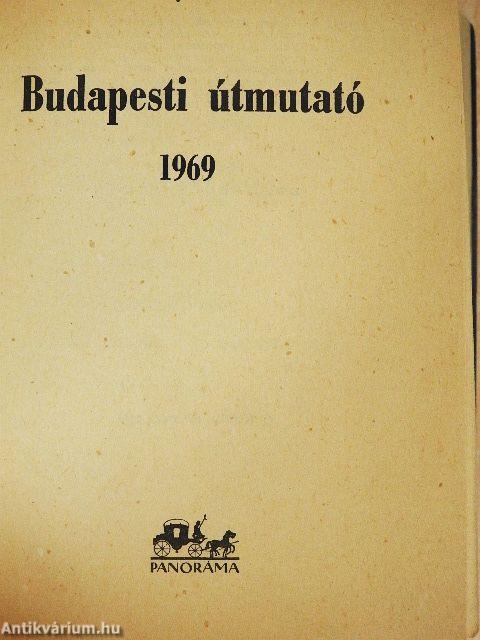 Budapesti útmutató
1969
PANORÁMA
Antikvárium.hu